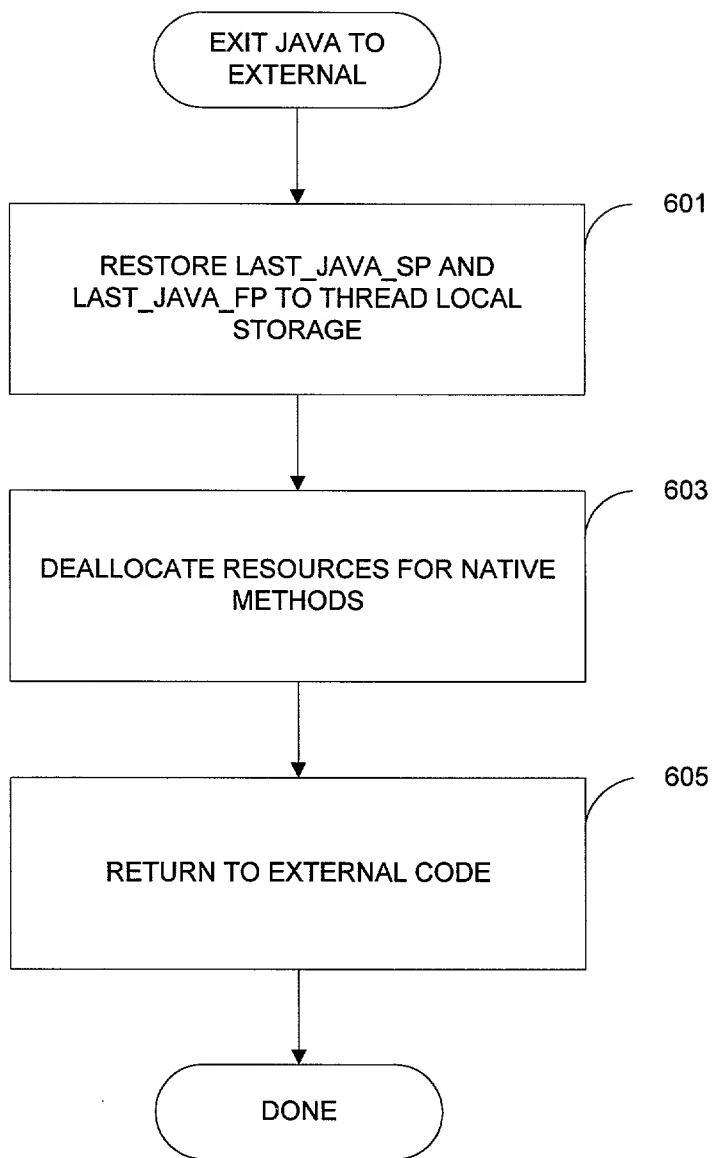 EXIT JAVA TO
EXTERNAL
601
RESTORE LAST_JAVA_SP AND
LAST_JAVA_FP TO THREAD LOCAL
STORAGE
603
DEALLOCATE RESOURCES FOR NATIVE
METHODS
605
RETURN TO EXTERNAL CODE
DONE